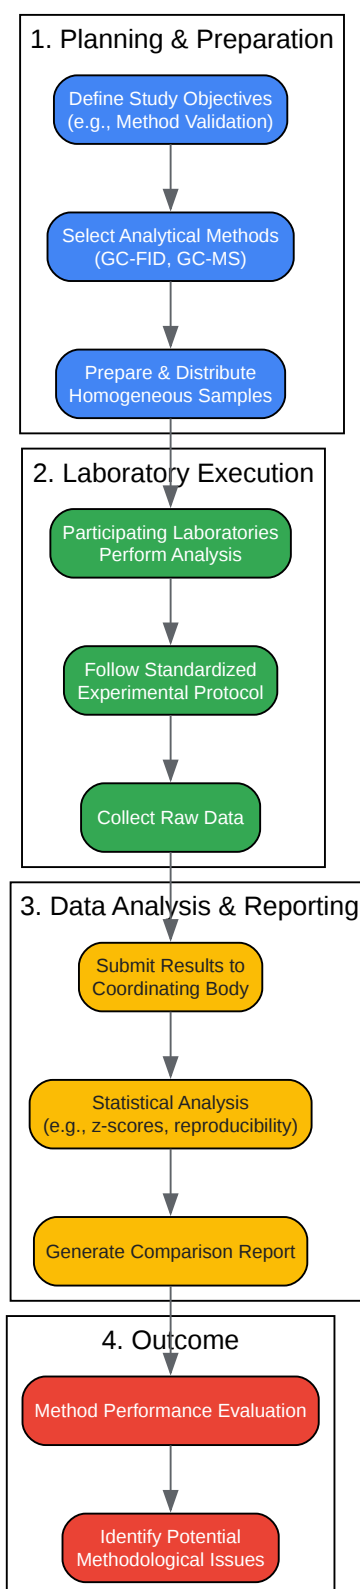 1. Planning & Preparation
Define Study Objectives
(e.g., Method Validation)
Select Analytical Methods
(GC-FID, GC-MS)
Prepare & Distribute
Homogeneous Samples
2. Laboratory Execution
Participating Laboratories
Perform Analysis
Follow Standardized
Experimental Protocol
Collect Raw Data
3. Data Analysis & Reporting
Submit Results to
Coordinating Body
Statistical Analysis
(e.g., z-scores, reproducibility)
Generate Comparison Report
4. Outcome
Method Performance Evaluation
Identify Potential
Methodological Issues